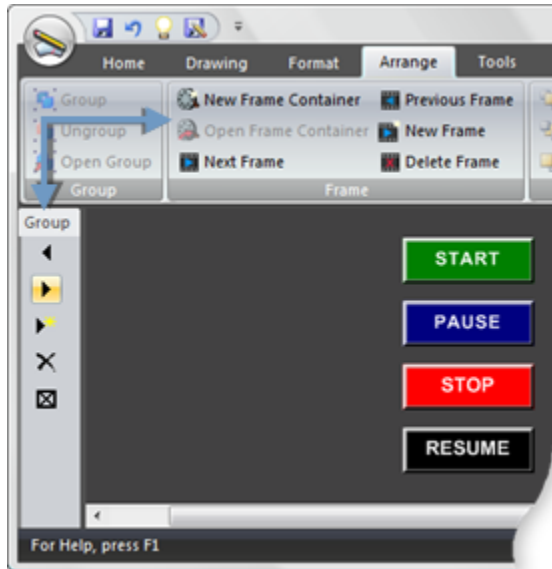 Home Drawing Format Arrange Tools
Group New Frame Container Previous Frame
Ungroup Open Frame Container New Frame
Open Group Next Frame Delete Frame
Group Frame
Group
START
PAUSE
STOP
RESUME
For Help, press F1